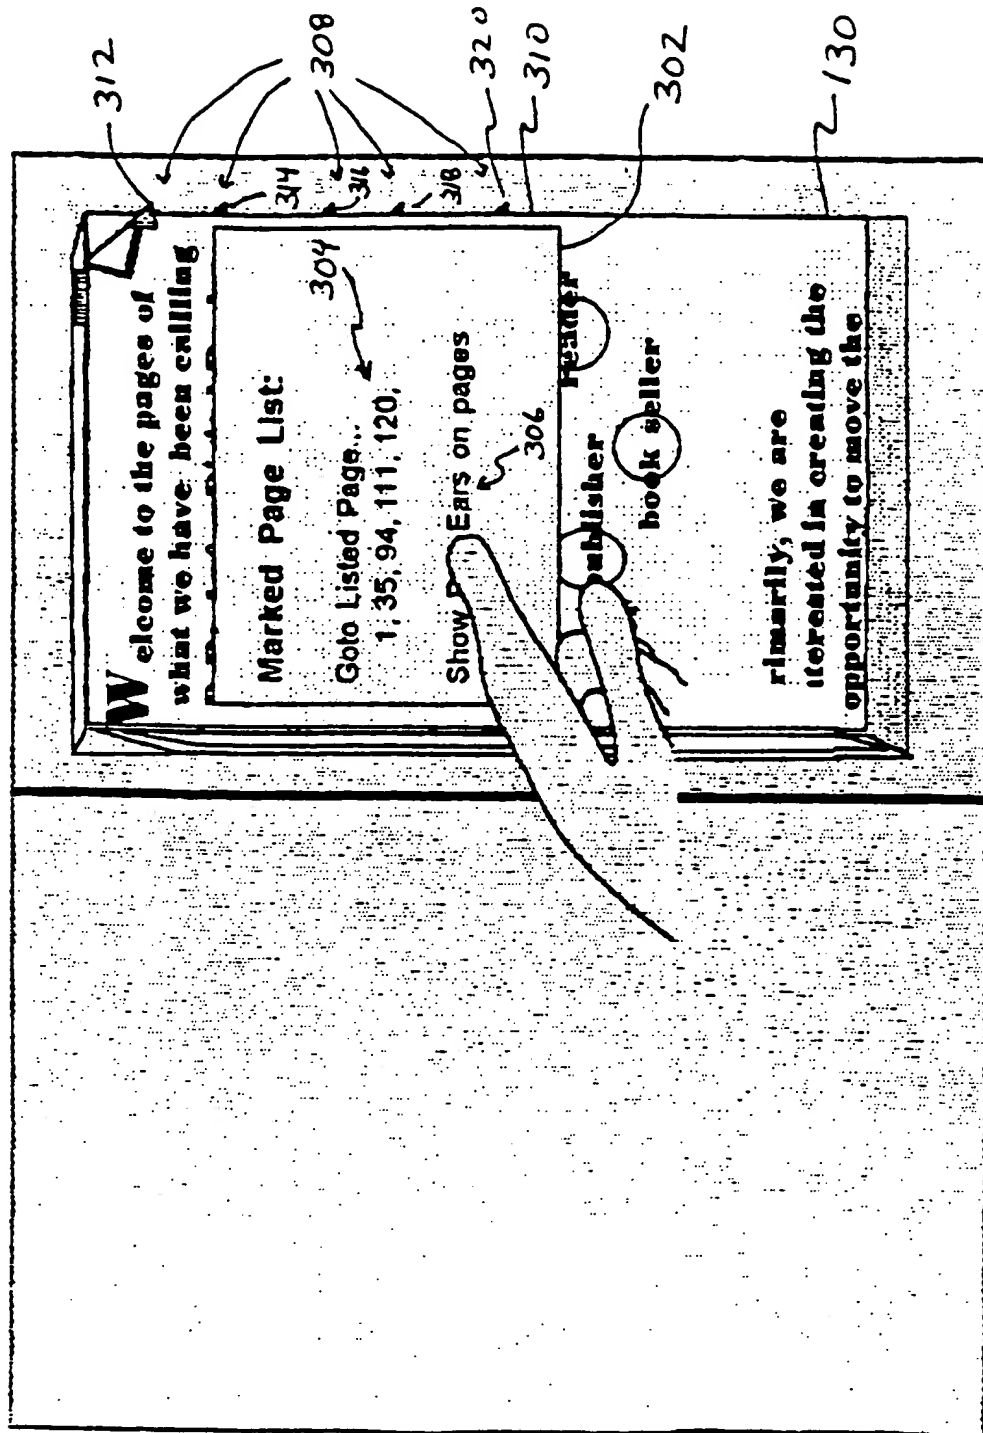 312
308
314
316
318
320
310
302
130
Welcome to the pages of
what we have been callling
Marked Page List:
304
Goto Listed Page...
1, 35, 94, 111, 120,
Show Ears on pages
306
reader
ublisher
book seller
rimarily, we are
iterested in creating the
opportunity to move the